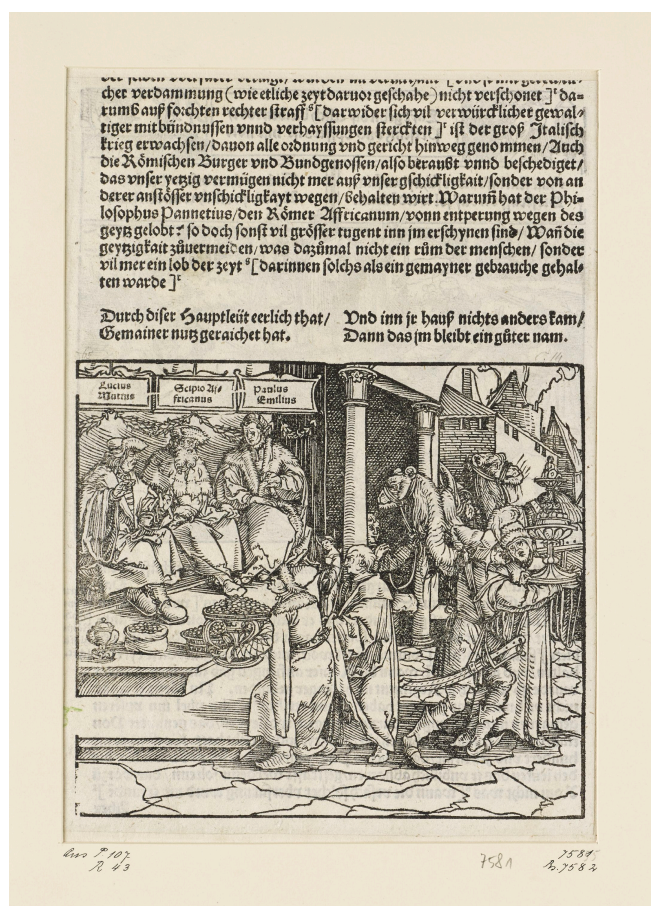 cher verdammung (wie etliche zeyt daruor geschahe) nicht verschonet ]ᵗ da-
rumb auß forchten rechter straff ˢ[ darwider sich vil verwürcklicher gewal-
tiger mit bündnussen vnnd verhayssungen sterckten ]ᵗ ist der groß Italisch
krieg erwachsen/dauon alle ordnung vnd gericht hinweg genommen/Auch
die Römischen Burger vnd Bundgenossen/also beraubt vnnd beschediget/
das vnser yetzig vermügen nicht mer auß vnser gschickligkait/sonder von an
derer anstösser vnschickligkayt wegen/behalten wirt. Warum̃ hat der Phi-
losophus Pannetius/den Römer Affricanum/vonn entperung wegen des
geytz gelobt? so doch sonst vil grösser tugent inn jm erschynen sind/Wañ die
geytzigkait zůuermeiden/was dazůmal nicht ein rům der menschen/sonder
vil mer ein lob der zeyt ˢ[ darinnen solchs als ein gemayner gebrauche gehal-
ten warde ]ᵗ
Durch diser Hauptleüt eerlich that/
Gemainer nutz geraichet hat.
Vnd inn jr hauß nichts anders kam/
Dann das jm bleibt ein gůter nam.
Lucius
Scipio Af-
fricanus
Paulus
Emilius
P 107
R 43
7581
7581
7582